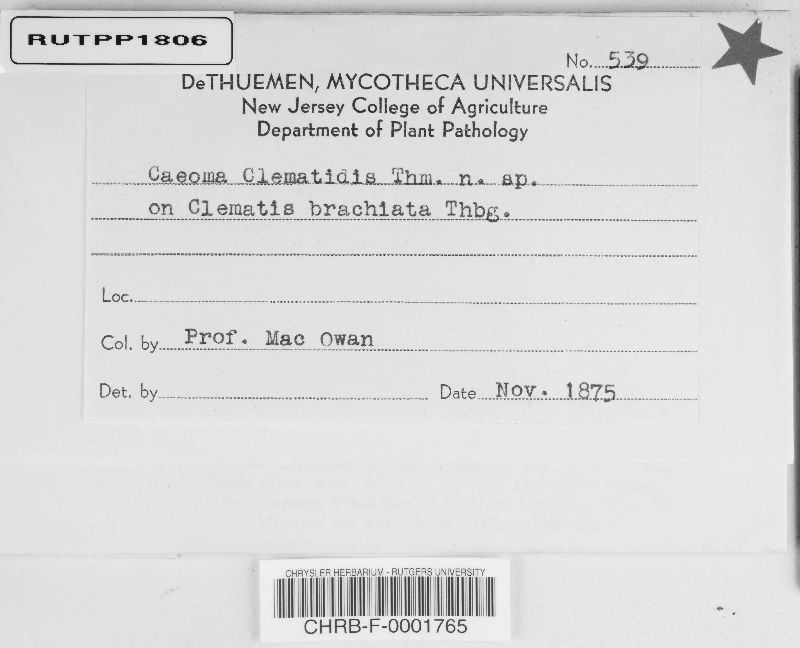 RUTPP1806
No. 539
DeTHUEMEN, MYCOTHECA UNIVERSALIS
New Jersey College of Agriculture
Department of Plant Pathology
Caeoma Clematidis Thm. n. sp.
on Clematis brachiata Thbg.
Loc.
Col. by Prof. Mac Owan
Det. by
Date Nov. 1875
CHRYSLER HERBARIUM - RUTGERS UNIVERSITY
CHRB-F-0001765